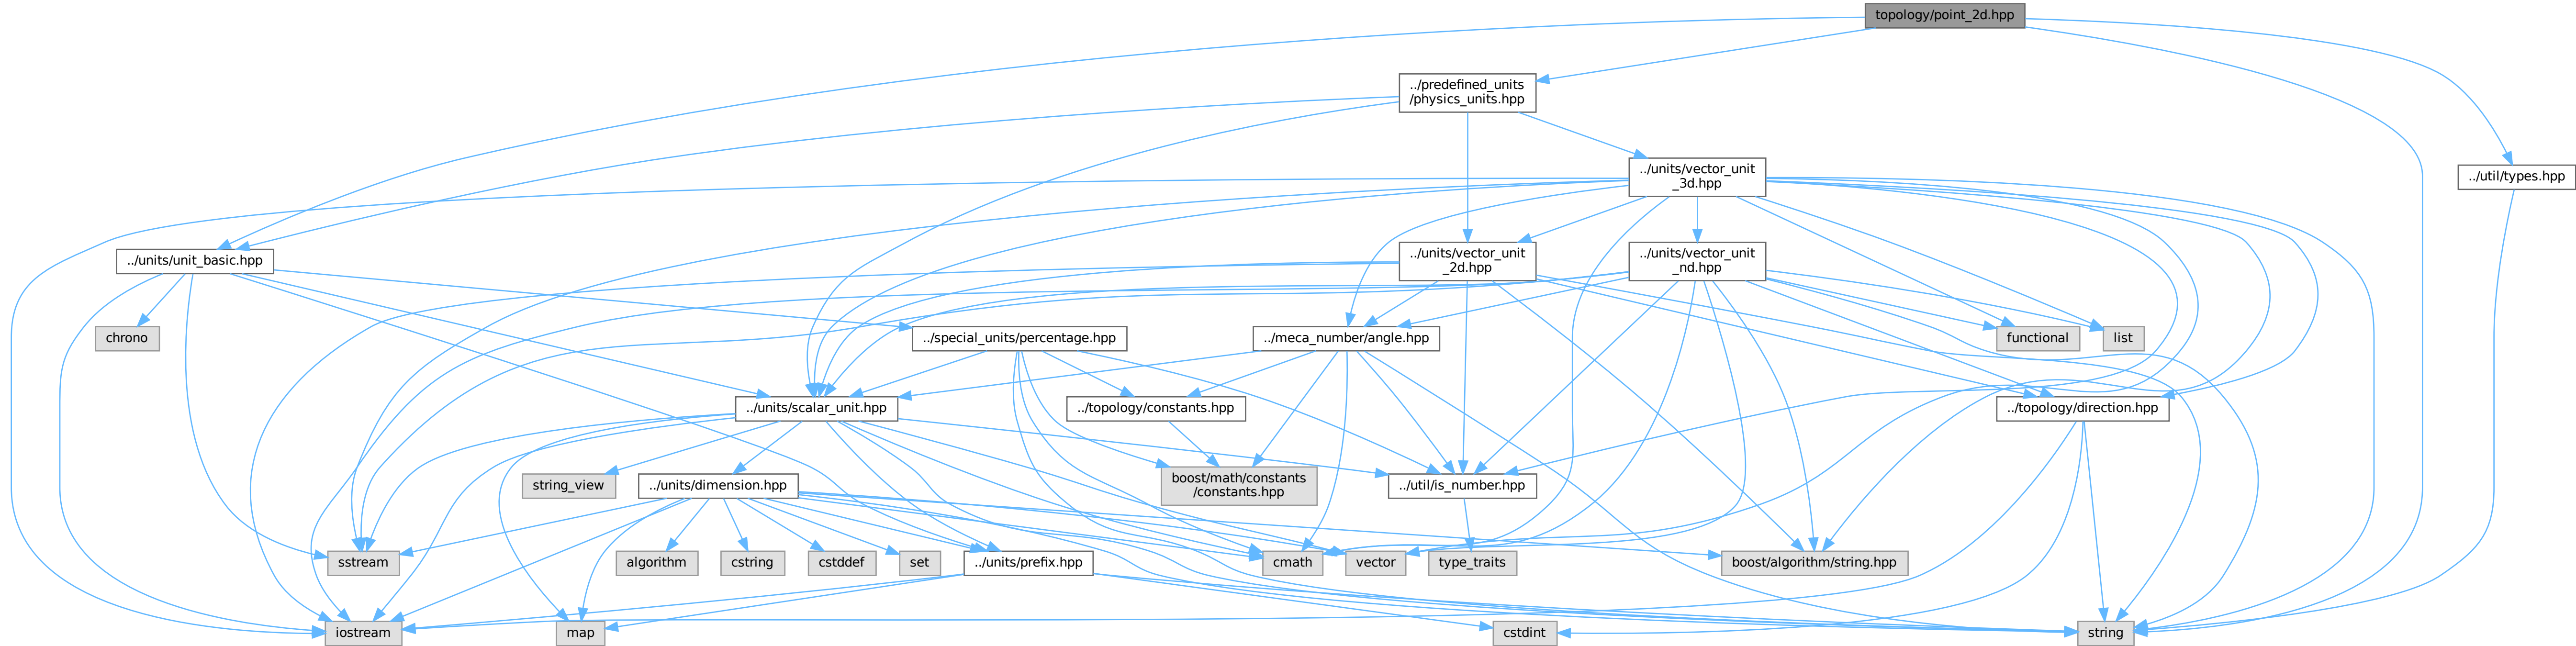 topology/point_2d.hpp
../predefined_units
/physics_units.hpp
../units/vector_unit
_3d.hpp
../util/types.hpp
../units/unit_basic.hpp
../units/vector_unit
_2d.hpp
../units/vector_unit
_nd.hpp
chrono
../special_units/percentage.hpp
../meca_number/angle.hpp
functional
list
../units/scalar_unit.hpp
../topology/constants.hpp
../topology/direction.hpp
string_view
../units/dimension.hpp
boost/math/constants
/constants.hpp
../util/is_number.hpp
sstream
algorithm
cstring
cstddef
set
../units/prefix.hpp
cmath
vector
type_traits
boost/algorithm/string.hpp
iostream
map
cstdint
string